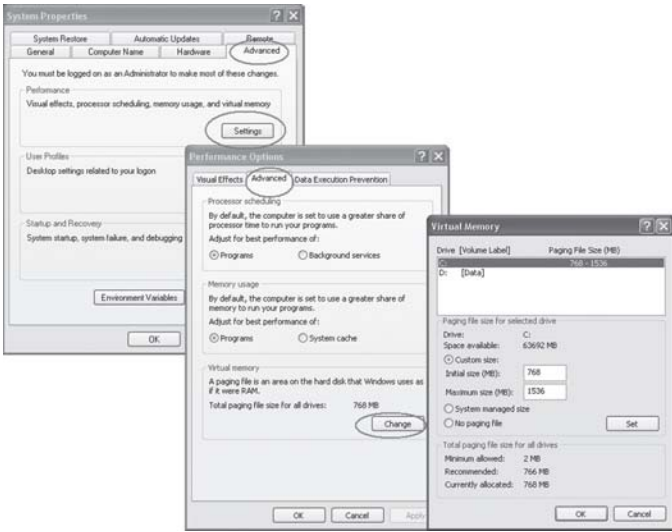 System Properties
System Restore Automatic Updates Remote
General Computer Name Hardware Advanced
You must be logged on as an Administrator to make most of these changes.
Performance
Visual effects, processor scheduling, memory usage, and virtual memory
Settings
User Profiles
Desktop settings related to your logon
Startup and Recovery
System startup, system failure, and debugging
Environment Variables
OK
Performance Options
Visual Effects Advanced Data Execution Prevention
Processor scheduling
By default, the computer is set to use a greater share of
processor time to run your programs.
Adjust for best performance of:
Programs Background services
Memory usage
By default, the computer is set to use a greater share of
memory to run your programs.
Adjust for best performance of:
Programs System cache
Virtual memory
A paging file is an area on the hard disk that Windows uses as
if it were RAM.
Total paging file size for all drives: 768 MB
Change
OK Cancel Apply
Virtual Memory
Drive [Volume Label] Paging File Size (MB)
C: 768 - 1536
D: [Data]
Paging file size for selected drive
Drive: C:
Space available: 63692 MB
Custom size:
Initial size (MB): 768
Maximum size (MB): 1536
System managed size
No paging file Set
Total paging file size for all drives
Minimum allowed: 2 MB
Recommended: 766 MB
Currently allocated: 768 MB
OK Cancel